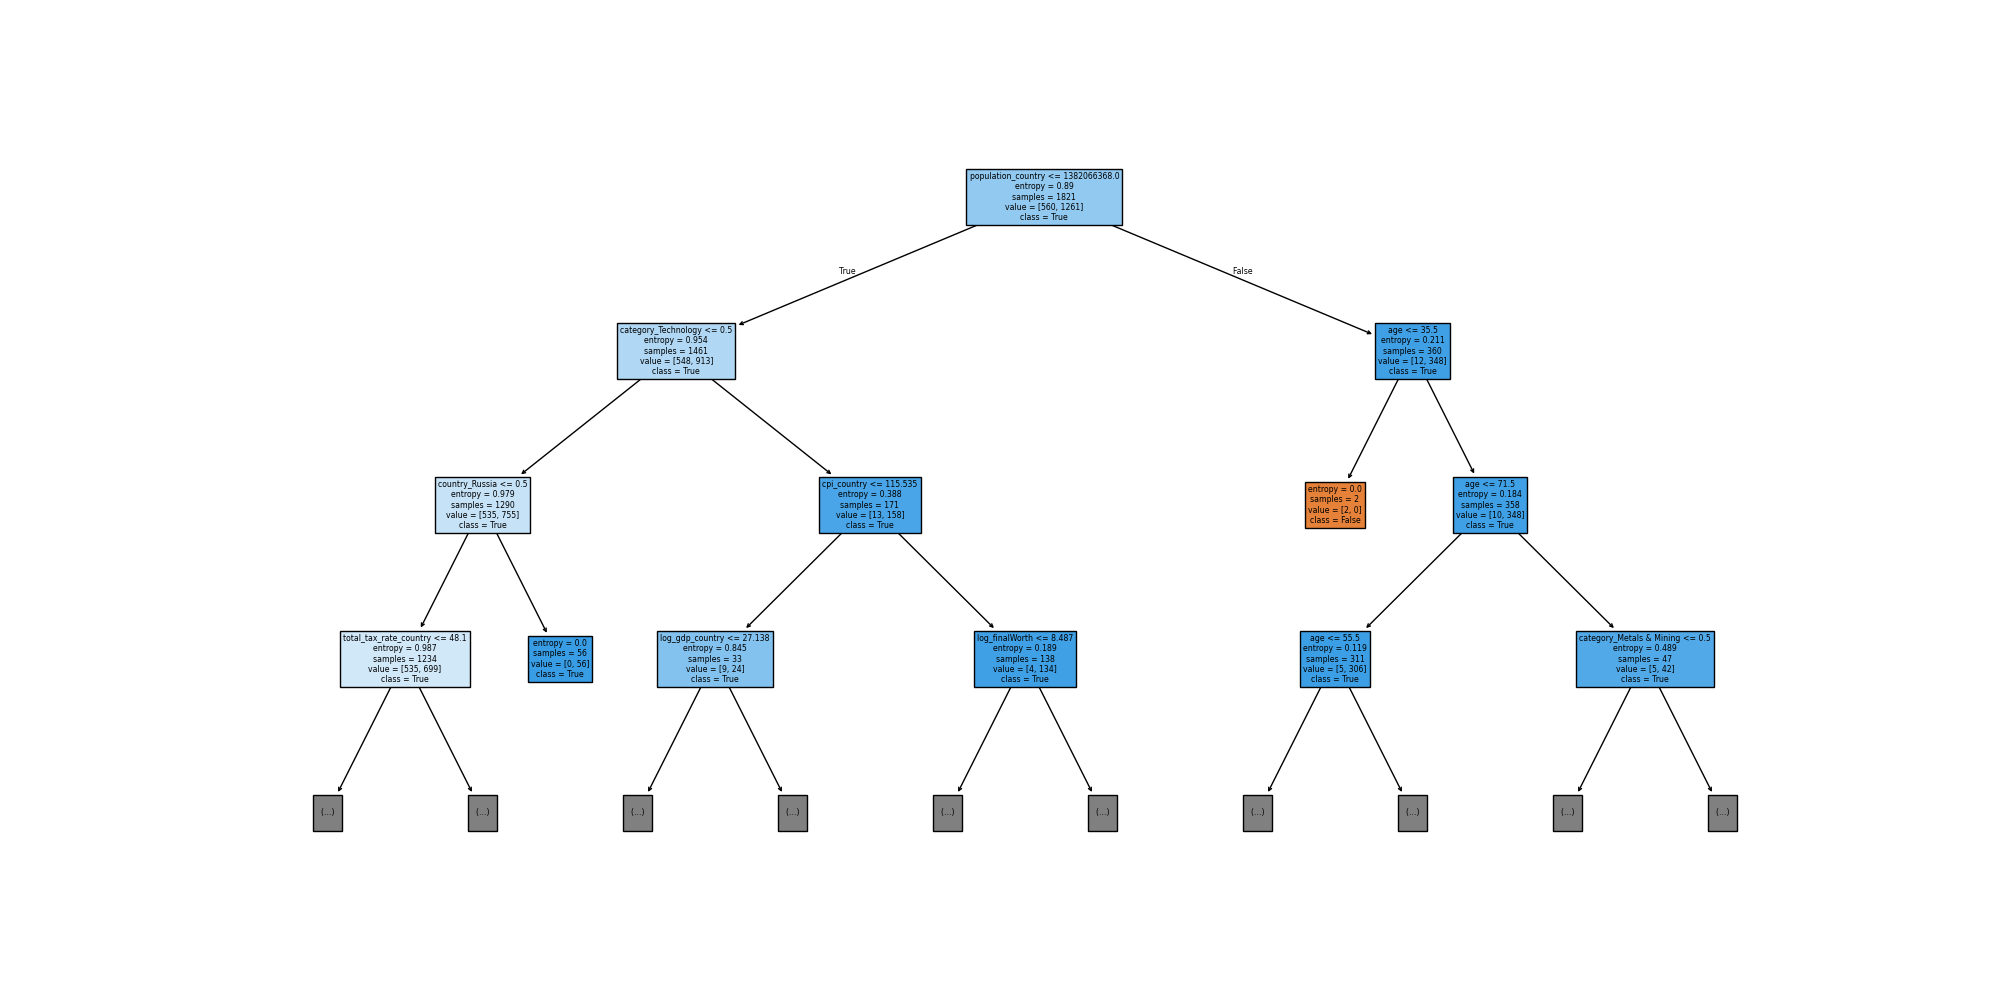 population_country <= 1382066368.0
entropy = 0.89
samples = 1821
value = [560, 1261]
class = True
True
False
category_Technology <= 0.5
entropy = 0.954
samples = 1461
value = [548, 913]
class = True
age <= 35.5
entropy = 0.211
samples = 360
value = [12, 348]
class = True
country_Russia <= 0.5
entropy = 0.979
samples = 1290
value = [535, 755]
class = True
cpi_country <= 115.535
entropy = 0.388
samples = 171
value = [13, 158]
class = True
entropy = 0.0
samples = 2
value = [2, 0]
class = False
age <= 71.5
entropy = 0.184
samples = 358
value = [10, 348]
class = True
total_tax_rate_country <= 48.1
entropy = 0.987
samples = 1234
value = [535, 699]
class = True
entropy = 0.0
samples = 56
value = [0, 56]
class = True
log_gdp_country <= 27.138
entropy = 0.845
samples = 33
value = [9, 24]
class = True
log_finalWorth <= 8.487
entropy = 0.189
samples = 138
value = [4, 134]
class = True
age <= 55.5
entropy = 0.119
samples = 311
value = [5, 306]
class = True
category_Metals & Mining <= 0.5
entropy = 0.489
samples = 47
value = [5, 42]
class = True
(...)
(...)
(...)
(...)
(...)
(...)
(...)
(...)
(...)
(...)